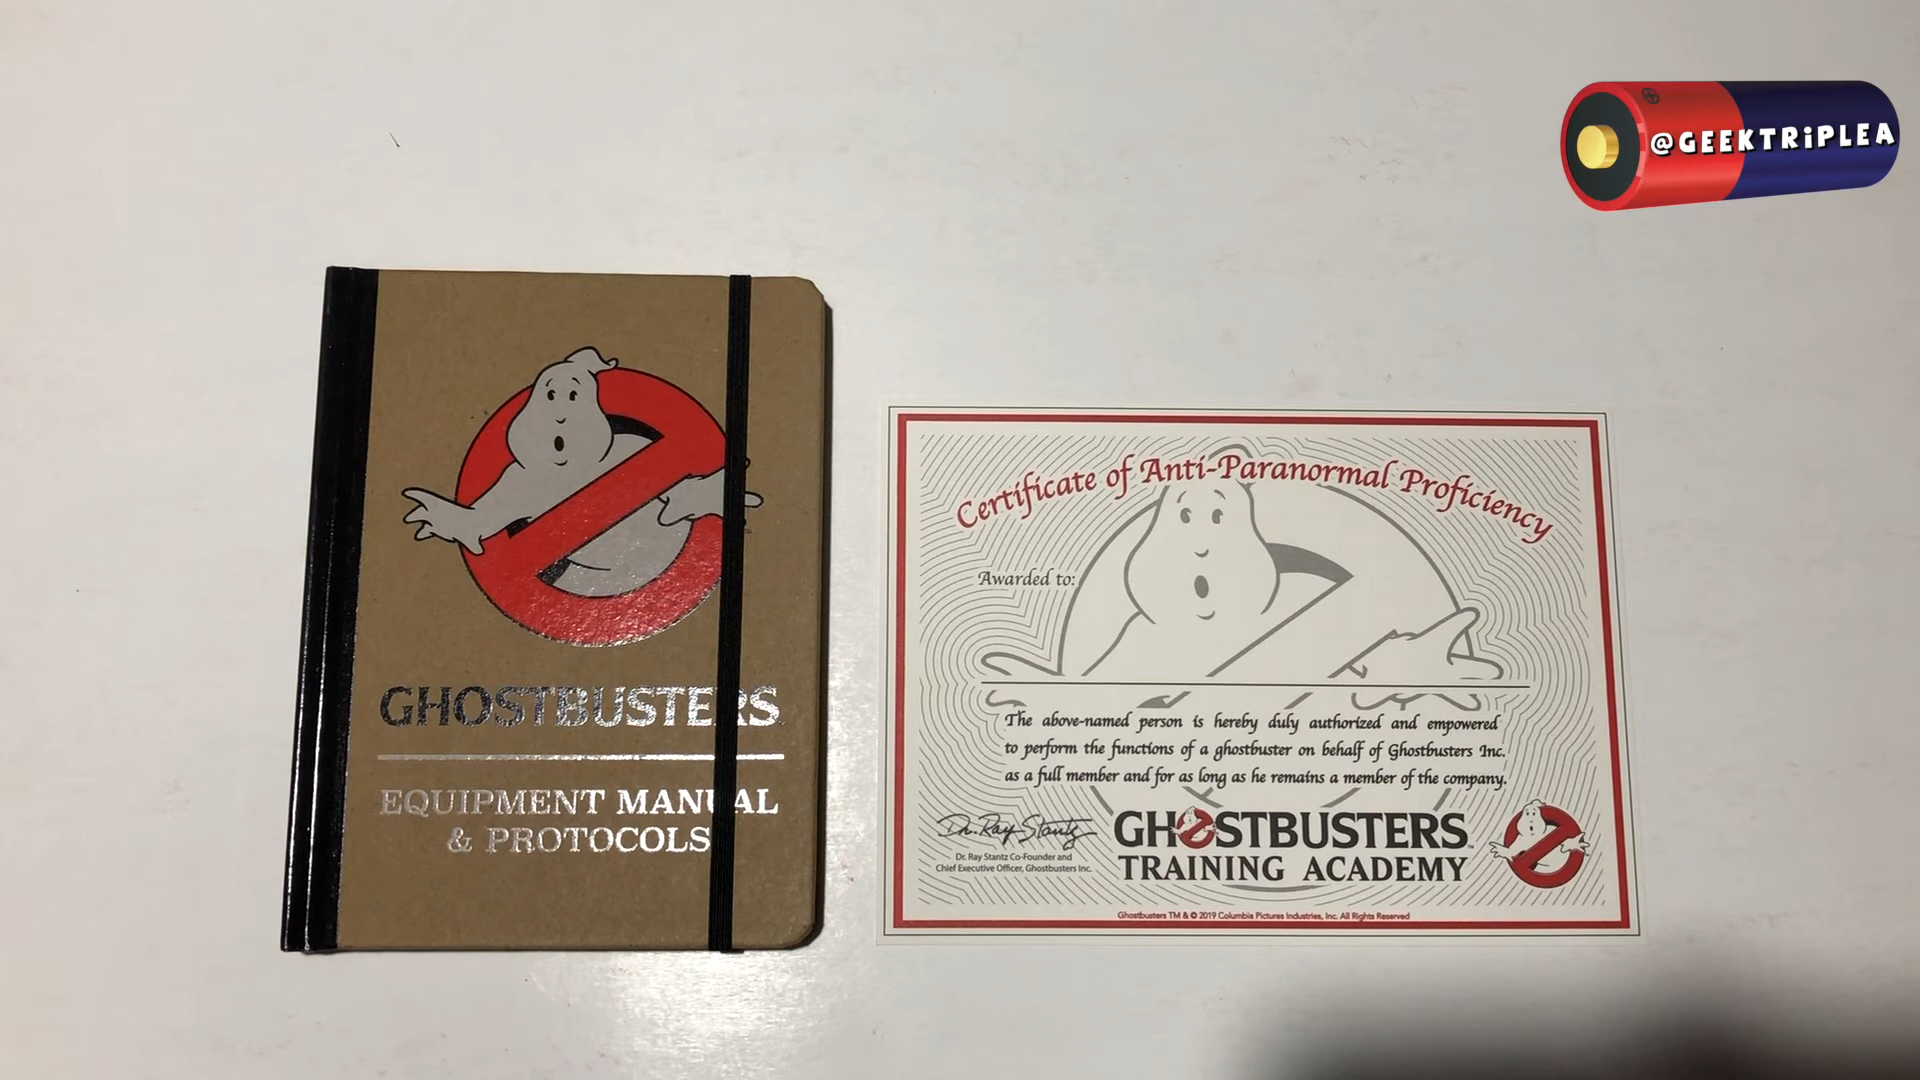 @GEEKTRiPLEA
GHOSTBUSTERS
EQUIPMENT MANUAL
& PROTOCOLS
Certificate of Anti-Paranormal Proficiency
Awarded to:
The above-named person is hereby duly authorized and empowered
to perform the functions of a ghostbuster on behalf of Ghostbusters Inc.
as a full member and for as long as he remains a member of the company.
Dr. Ray Stantz
Dr. Ray Stantz Co-Founder and
Chief Executive Officer, Ghostbusters Inc.
GHOSTBUSTERS™
TRAINING ACADEMY
Ghostbusters TM & © 2019 Columbia Pictures Industries, Inc. All Rights Reserved